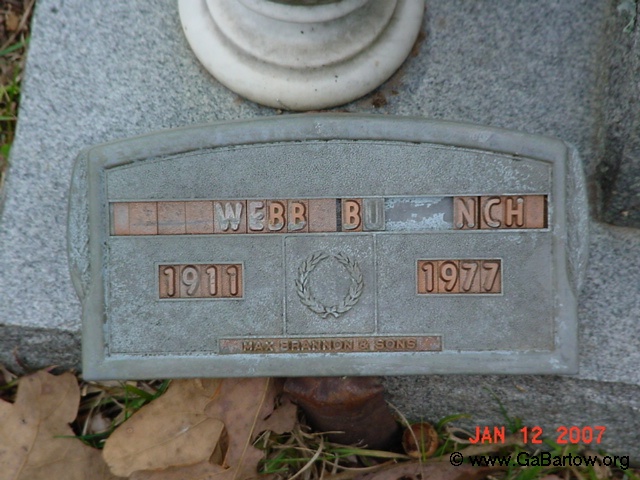 WEBB BU NCH
1911 1977
MAX BRANNON & SONS
JAN 12 2007
© www.GaBartow.org